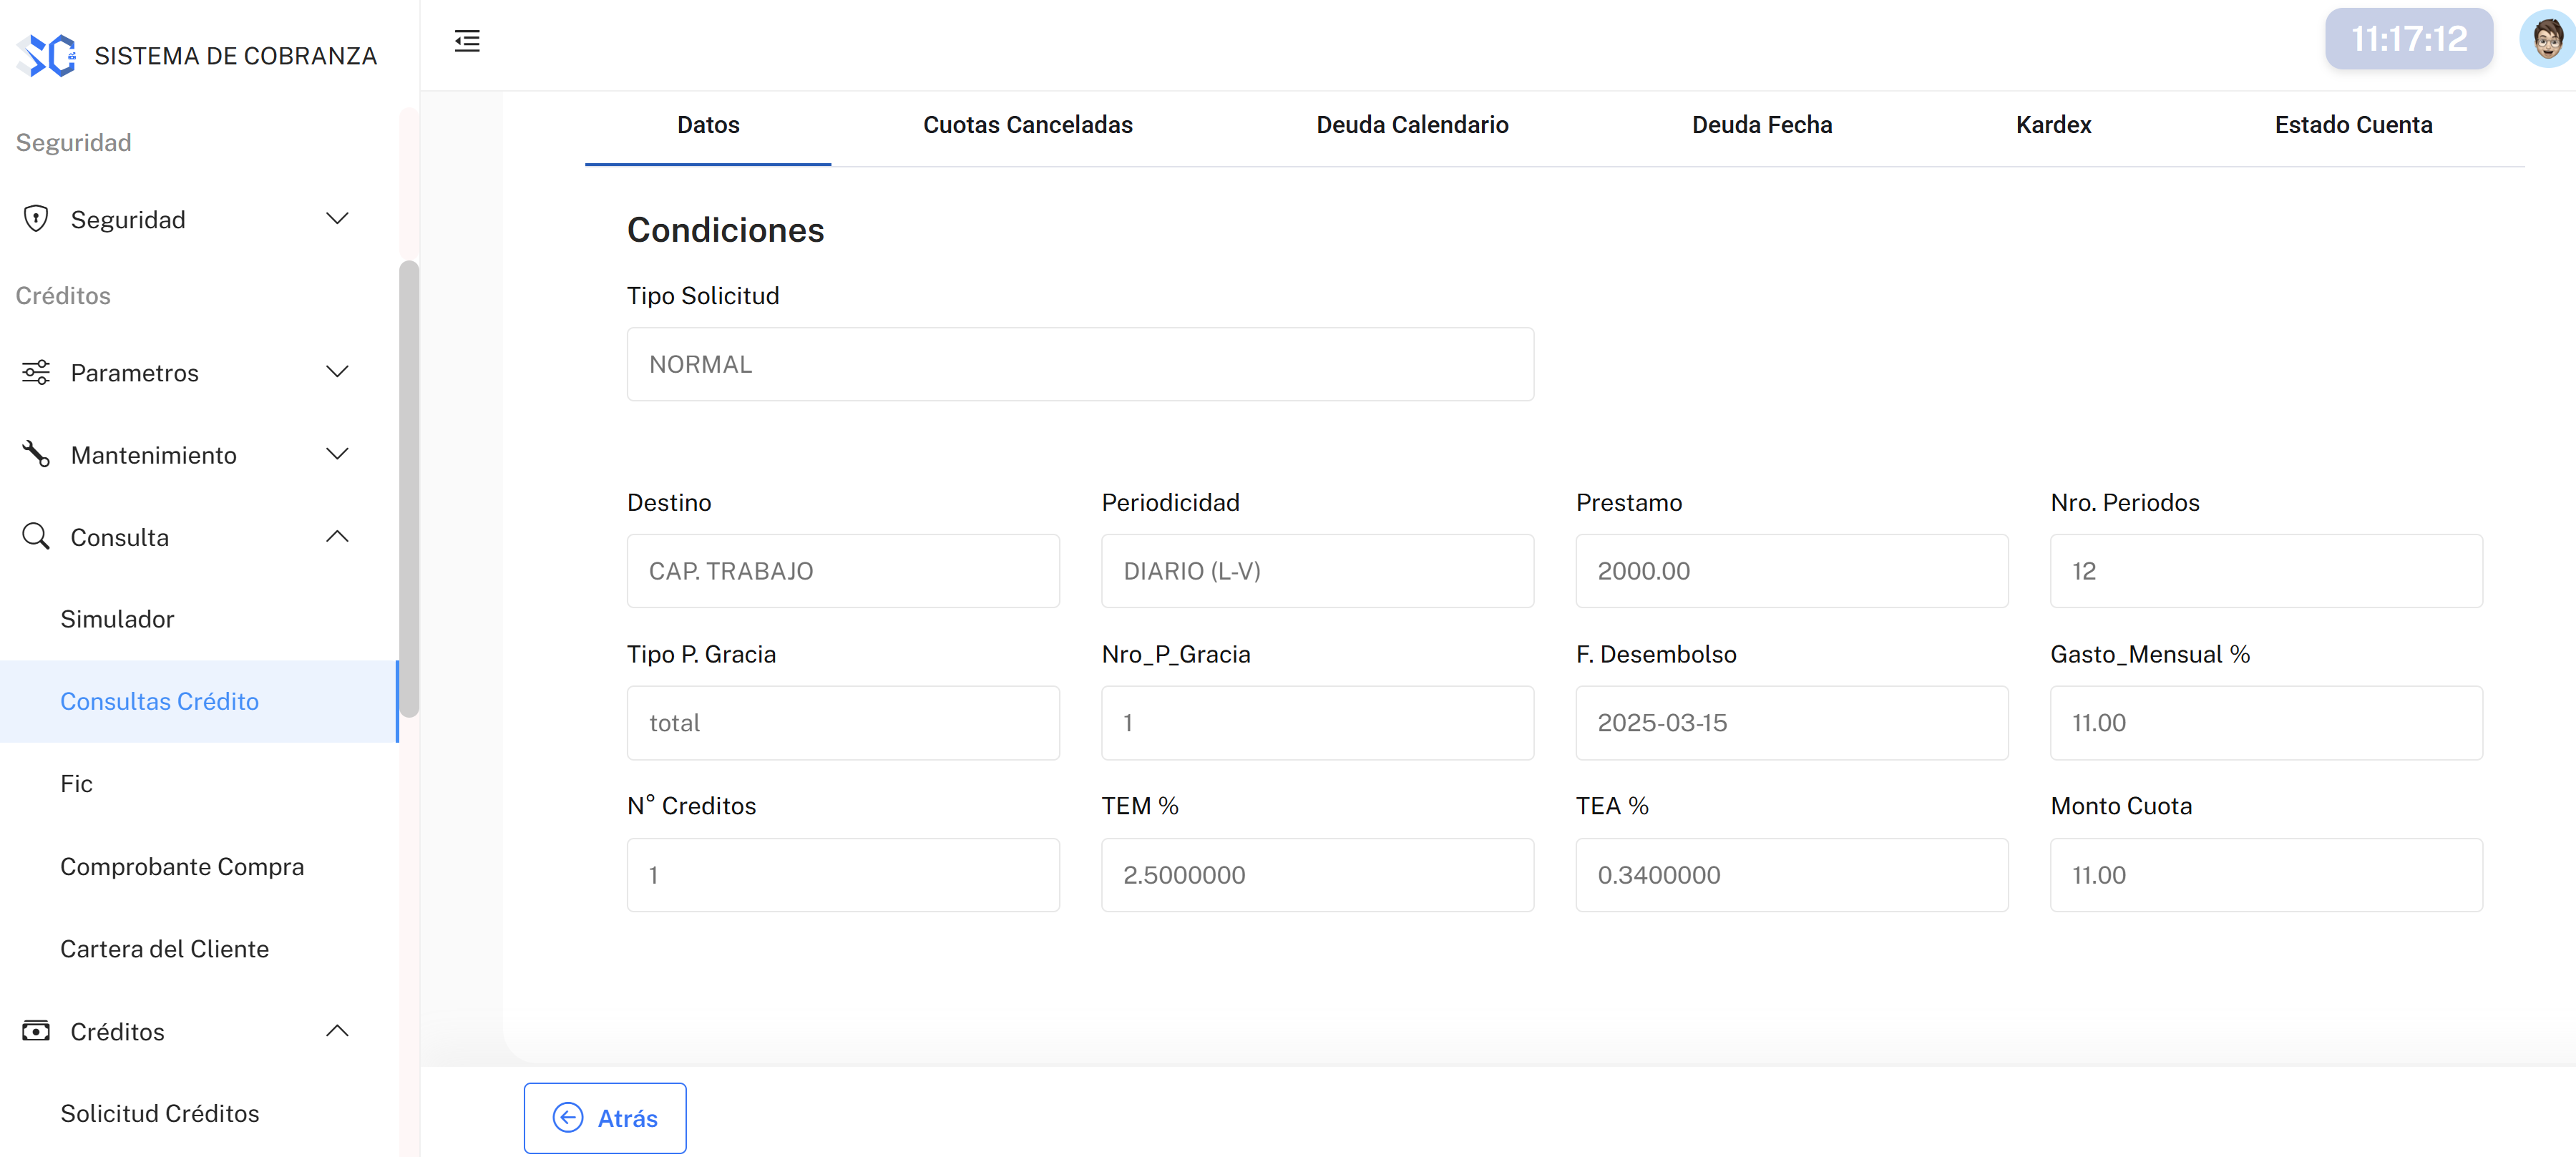 SISTEMA DE COBRANZA
11:17:12
Seguridad
Seguridad
Créditos
Parametros
Mantenimiento
Consulta
Simulador
Consultas Crédito
Fic
Comprobante Compra
Cartera del Cliente
Créditos
Solicitud Créditos
Datos Cuotas Canceladas Deuda Calendario Deuda Fecha Kardex Estado Cuenta
Condiciones
Tipo Solicitud
NORMAL
Destino Periodicidad Prestamo Nro. Periodos
CAP. TRABAJO DIARIO (L-V) 2000.00 12
Tipo P. Gracia Nro_P_Gracia F. Desembolso Gasto_Mensual %
total 1 2025-03-15 11.00
N° Creditos TEM % TEA % Monto Cuota
1 2.5000000 0.3400000 11.00
Atrás